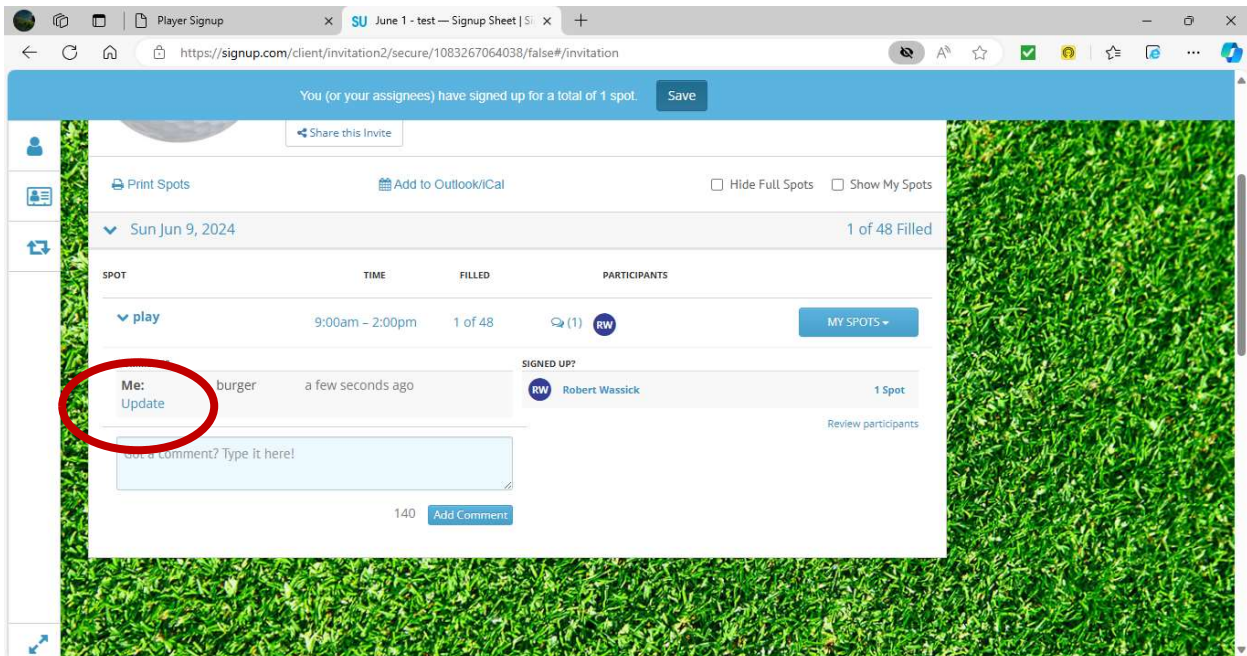 Player Signup
SU June 1 - test — Signup Sheet | Si
https://signup.com/client/invitation2/secure/1083267064038/false#/invitation
You (or your assignees) have signed up for a total of 1 spot. Save
Share this Invite
Print Spots Add to Outlook/iCal Hide Full Spots Show My Spots
Sun Jun 9, 2024 1 of 48 Filled
SPOT TIME FILLED PARTICIPANTS
play 9:00am – 2:00pm 1 of 48 (1) RW MY SPOTS
SIGNED UP?
Me: burger a few seconds ago RW Robert Wassick 1 Spot
Update
Review participants
Got a comment? Type it here!
140 Add Comment